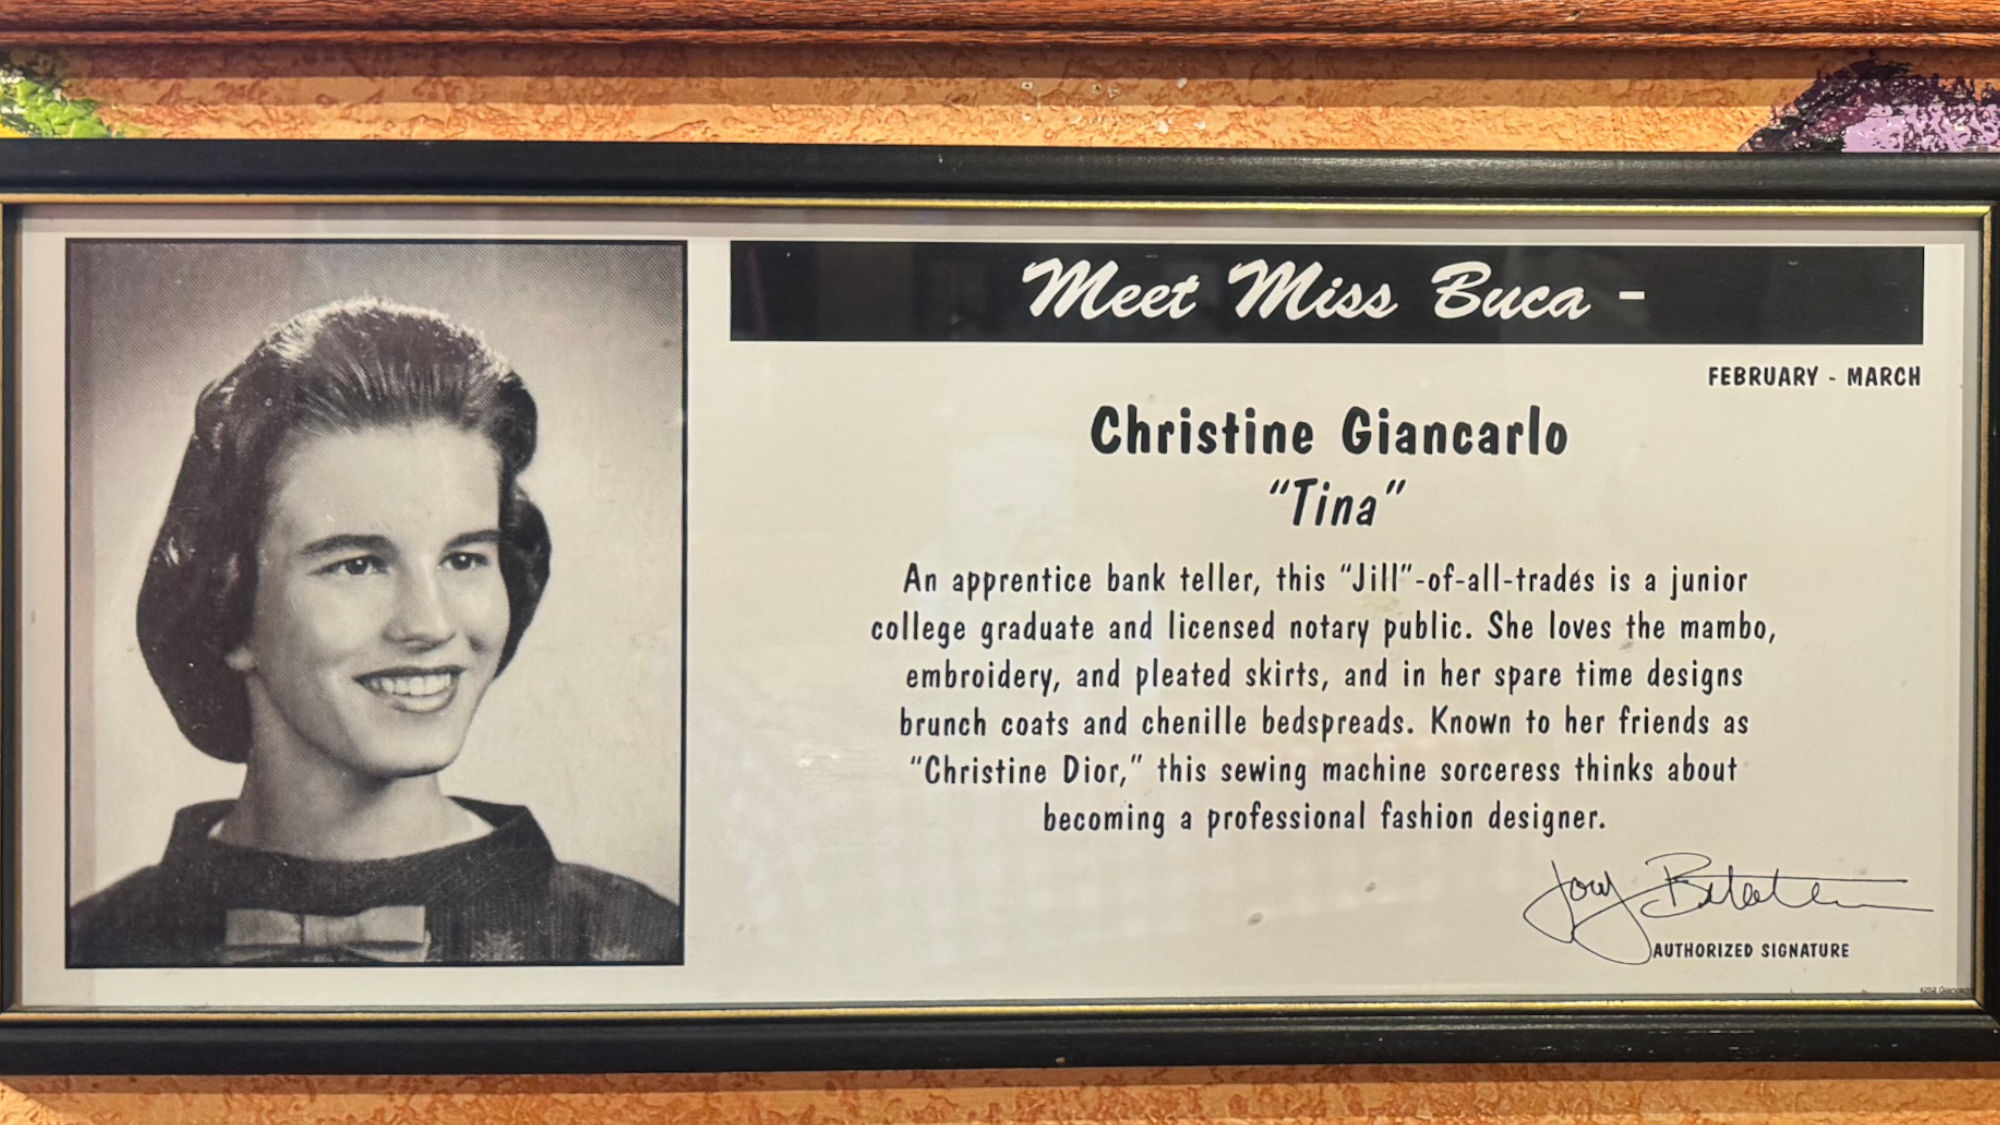 Meet Miss Buca -
FEBRUARY - MARCH
Christine Giancarlo
“Tina”
An apprentice bank teller, this “Jill”-of-all-trades is a junior
college graduate and licensed notary public. She loves the mambo,
embroidery, and pleated skirts, and in her spare time designs
brunch coats and chenille bedspreads. Known to her friends as
“Christine Dior,” this sewing machine sorceress thinks about
becoming a professional fashion designer.
AUTHORIZED SIGNATURE